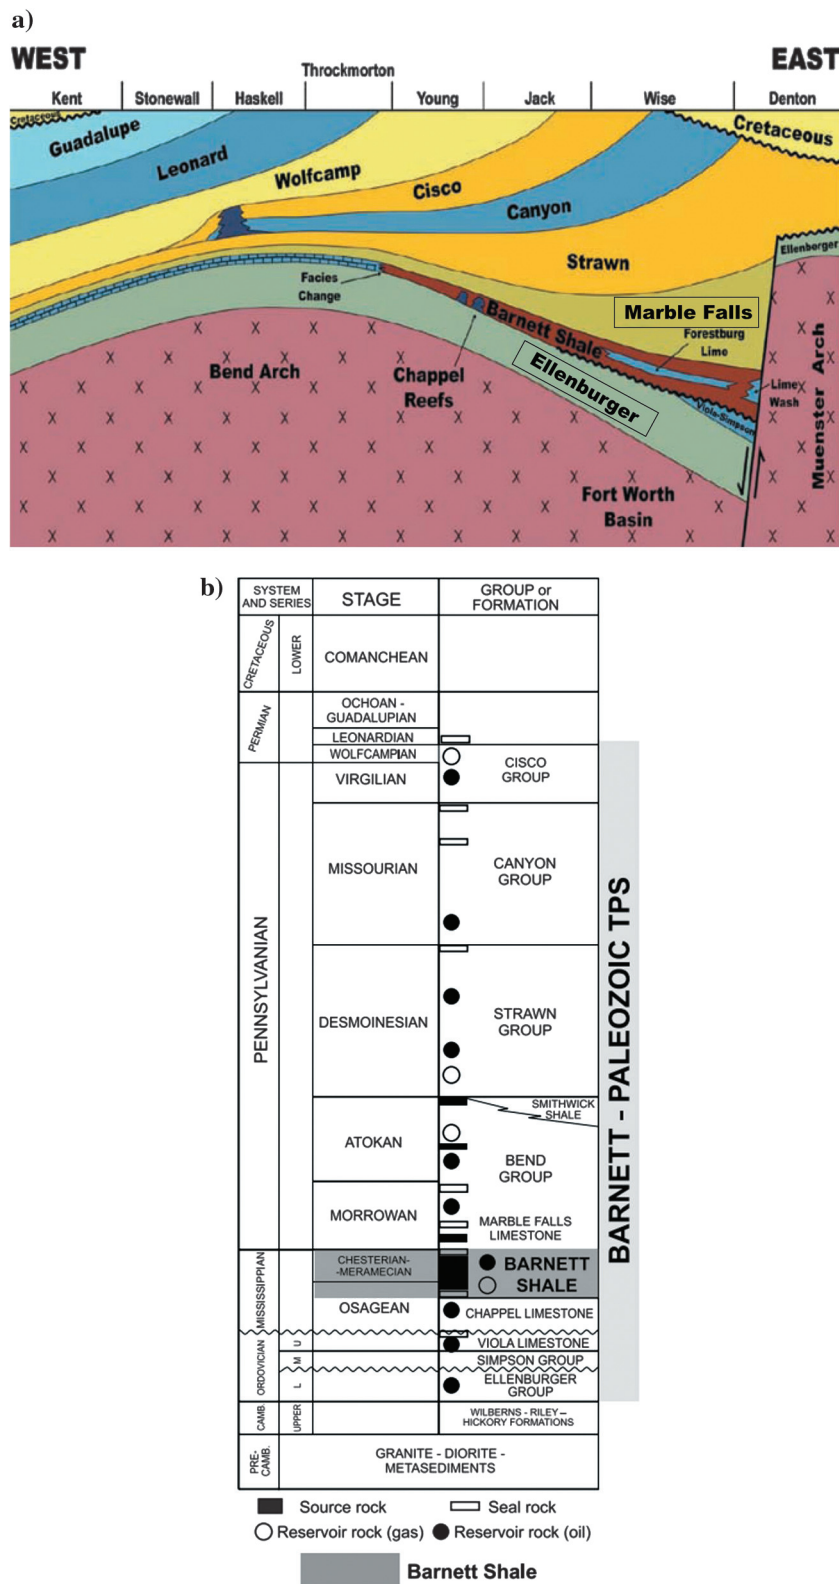 a)
WEST
EAST
Throckmorton
Kent
Stonewall
Haskell
Young
Jack
Wise
Denton
Cretaceous
Guadalupe
Leonard
Wolfcamp
Cisco
Canyon
Cretaceous
Strawn
Ellenburger
Facies
Change
Barnett Shale
Marble Falls
Forestburg
Lime
Bend Arch
Chappel
Reefs
Ellenburger
Lime
Wash
Viola-Simpson
Muenster Arch
Fort Worth
Basin
b)
SYSTEM
AND SERIES
STAGE
GROUP or
FORMATION
CRETACEOUS
LOWER
COMANCHEAN
PERMIAN
OCHOAN -
GUADALUPIAN
LEONARDIAN
WOLFCAMPIAN
CISCO
GROUP
VIRGILIAN
PENNSYLVANIAN
MISSOURIAN
CANYON
GROUP
DESMOINESIAN
STRAWN
GROUP
SMITHWICK
SHALE
ATOKAN
BEND
GROUP
MORROWAN
MARBLE FALLS
LIMESTONE
MISSISSIPPIAN
CHESTERIAN-
-MERAMECIAN
BARNETT
SHALE
OSAGEAN
CHAPPEL LIMESTONE
ORDOVICIAN
U
VIOLA LIMESTONE
M
SIMPSON GROUP
L
ELLENBURGER
GROUP
CAMB.
UPPER
WILBERNS - RILEY –
HICKORY FORMATIONS
PRE-
CAMB.
GRANITE - DIORITE -
METASEDIMENTS
BARNETT - PALEOZOIC TPS
Source rock
Seal rock
Reservoir rock (gas)
Reservoir rock (oil)
Barnett Shale